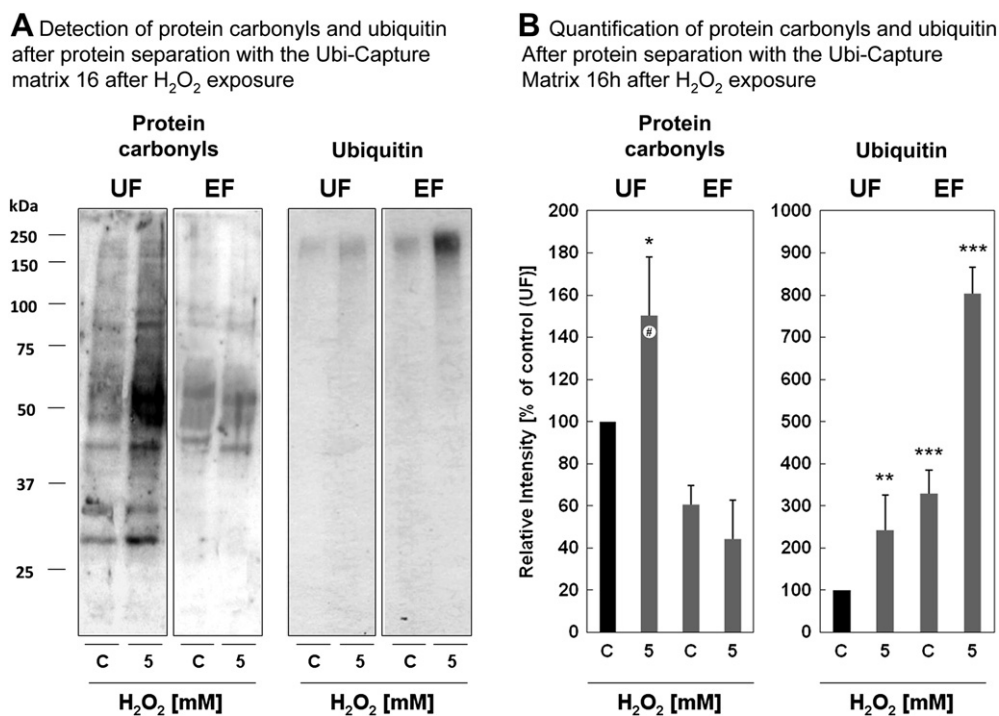 A Detection of protein carbonyls and ubiquitin
after protein separation with the Ubi-Capture
matrix 16 after H₂O₂ exposure
Protein
carbonyls
Ubiquitin
UF EF UF EF
kDa
250
150
100
75
50
37
25
C 5 C 5 C 5 C 5
H₂O₂ [mM] H₂O₂ [mM]
B Quantification of protein carbonyls and ubiquitin
After protein separation with the Ubi-Capture
Matrix 16h after H₂O₂ exposure
Protein
carbonyls
Ubiquitin
UF EF UF EF
Relative Intensity [% of control (UF)]
200
180
160
140
120
100
80
60
40
20
0
*
#
C 5 C 5
H₂O₂ [mM]
1000
900
800
700
600
500
400
300
200
100
0
** *** ***
C 5 C 5
H₂O₂ [mM]